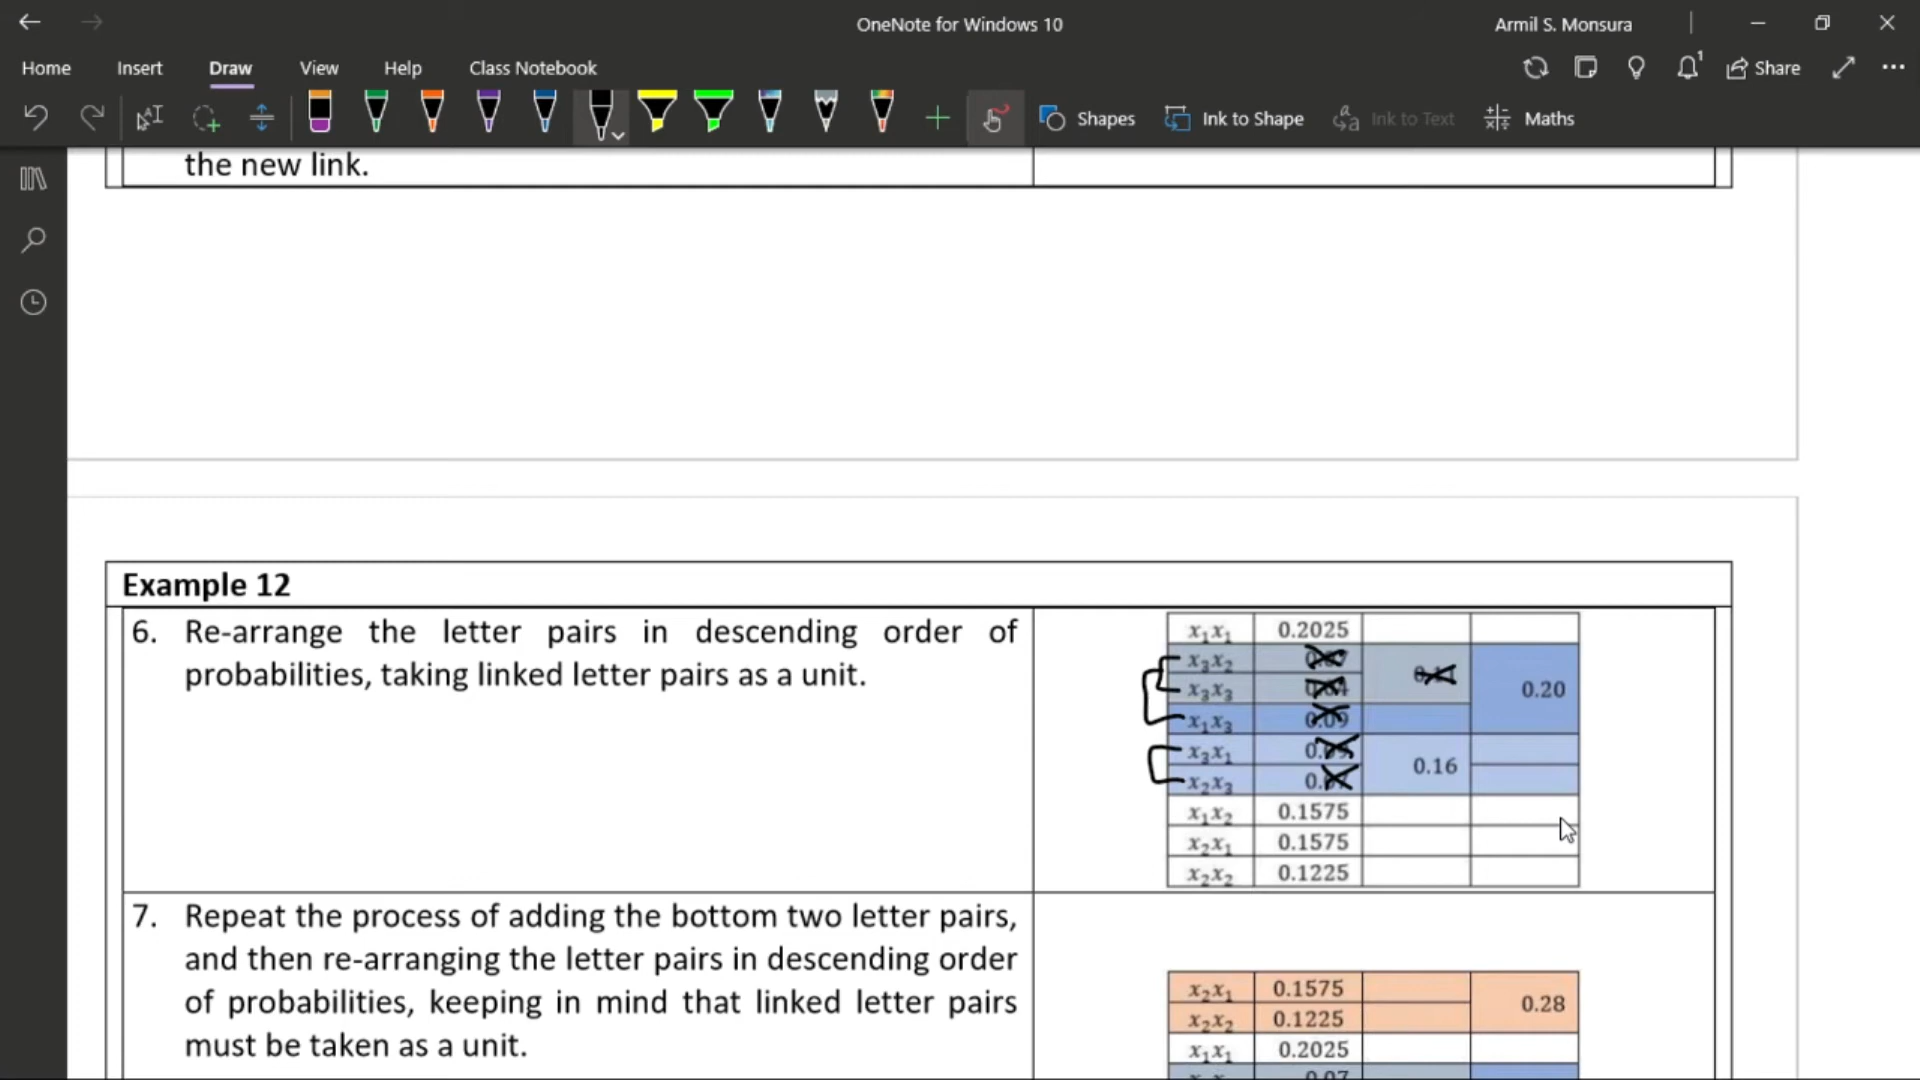 OneNote for Windows 10
Armil S. Monsura
Home Insert Draw View Help Class Notebook
1
Share
Shapes
Ink to Shape
Ink to Text
Maths
the new link.
Example 12
6. Re-arrange the letter pairs in descending order of
probabilities, taking linked letter pairs as a unit.
x₁x₁ 0.2025
x₃x₂
x₃x₃
0.20
x₁x₃ 0.09
x₃x₁
0.16
x₂x₃
x₁x₂ 0.1575
x₂x₁ 0.1575
x₂x₂ 0.1225
7. Repeat the process of adding the bottom two letter pairs,
and then re-arranging the letter pairs in descending order
of probabilities, keeping in mind that linked letter pairs
must be taken as a unit.
x₂x₁ 0.1575
0.28
x₂x₂ 0.1225
x₁x₁ 0.2025
0.07